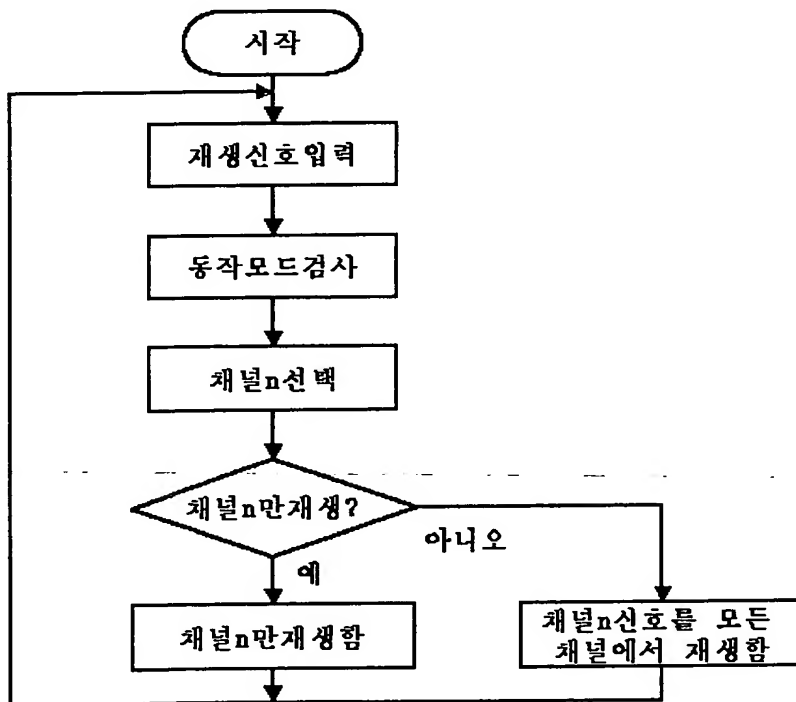 시작
재생신호입력
동작모드검사
채널n선택
채널n만재생?
아니오
예
채널n만재생함
채널n신호를 모든
채널에서 재생함